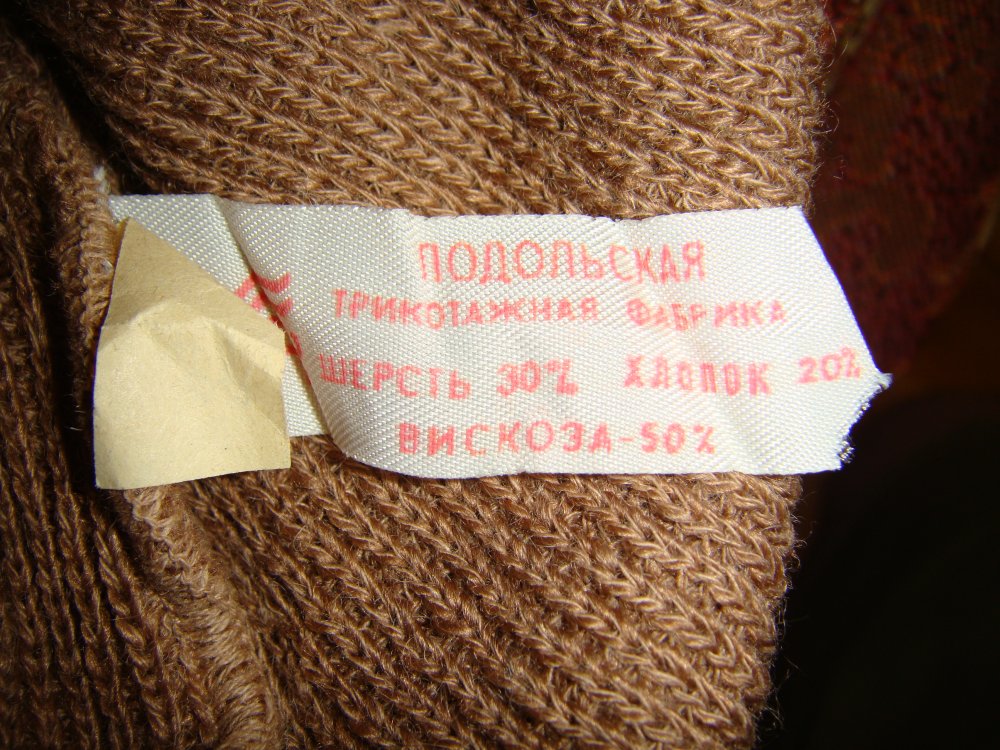 ПОДОЛЬСКАЯ
ТРИКОТАЖНАЯ ФАБРИКА
ШЕРСТЬ 30% ХЛОПОК 20%
ВИСКОЗА-50%